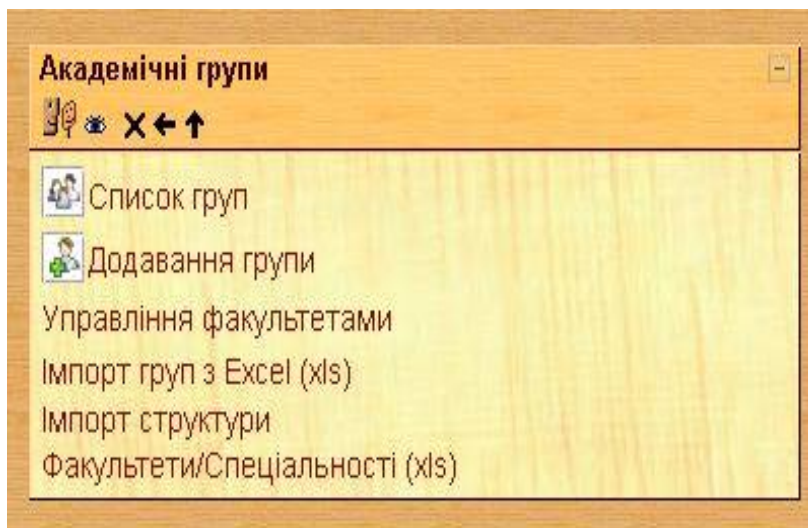 Академічні групи
Список груп
Додавання групи
Управління факультетами
Імпорт груп з Excel (xls)
Імпорт структури
Факультети/Спеціальності (xls)